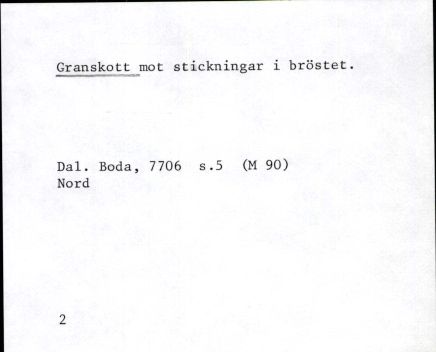 Granskott mot stickningar i bröstet.
Dal. Boda, 7706 s.5 (M 90)
Nord
2